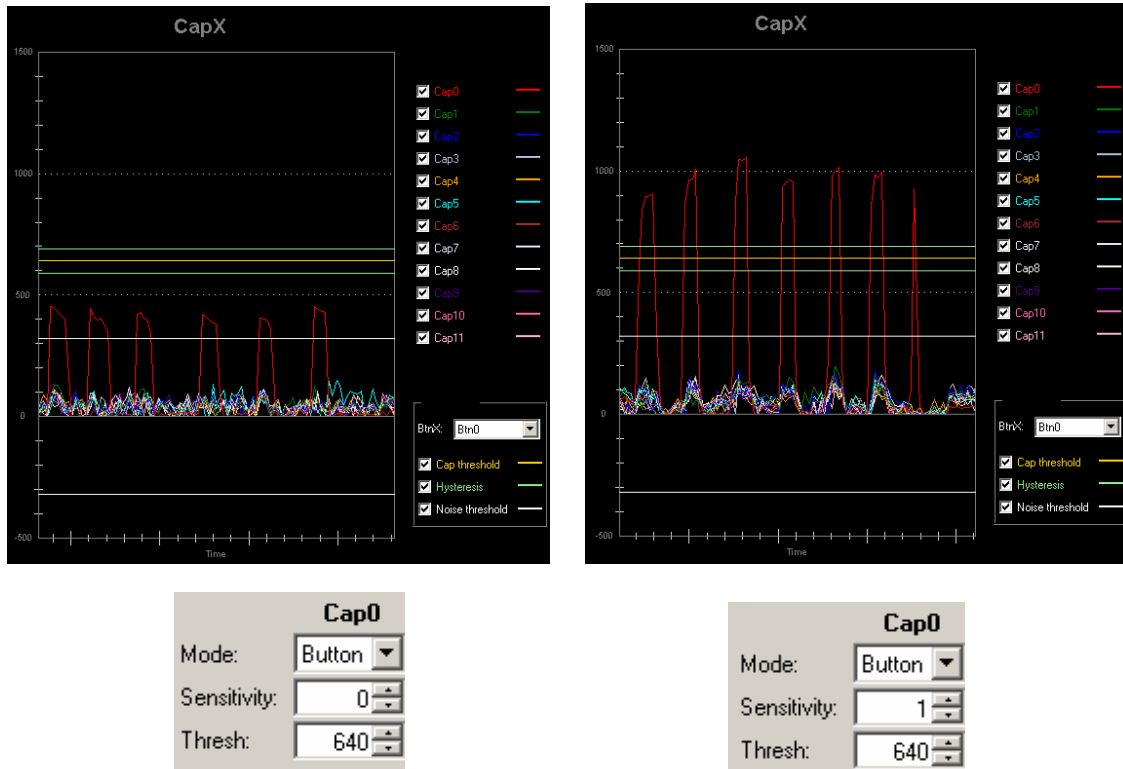 CapX
1500
1000
500
0
-500
Time
Cap0
Cap1
Cap2
Cap3
Cap4
Cap5
Cap6
Cap7
Cap8
Cap9
Cap10
Cap11
BtnX: Btn0
Cap threshold
Hysteresis
Noise threshold
CapX
1500
1000
500
0
-500
Time
Cap0
Cap1
Cap2
Cap3
Cap4
Cap5
Cap6
Cap7
Cap8
Cap9
Cap10
Cap11
BtnX: Btn0
Cap threshold
Hysteresis
Noise threshold
Cap0
Mode: Button
Sensitivity: 0
Thresh: 640
Cap0
Mode: Button
Sensitivity: 1
Thresh: 640